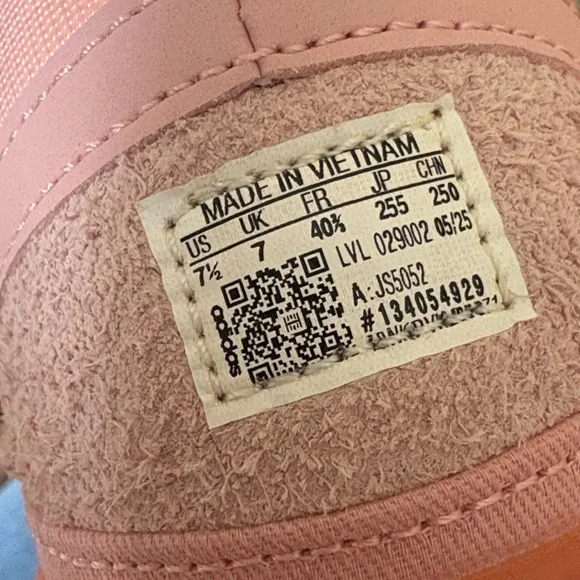 MADE IN VIETNAM
US UK FR JP CHN
7½ 7 40⅔ 255 250
LVL 029002 05/25
A: JS5052
#134054929